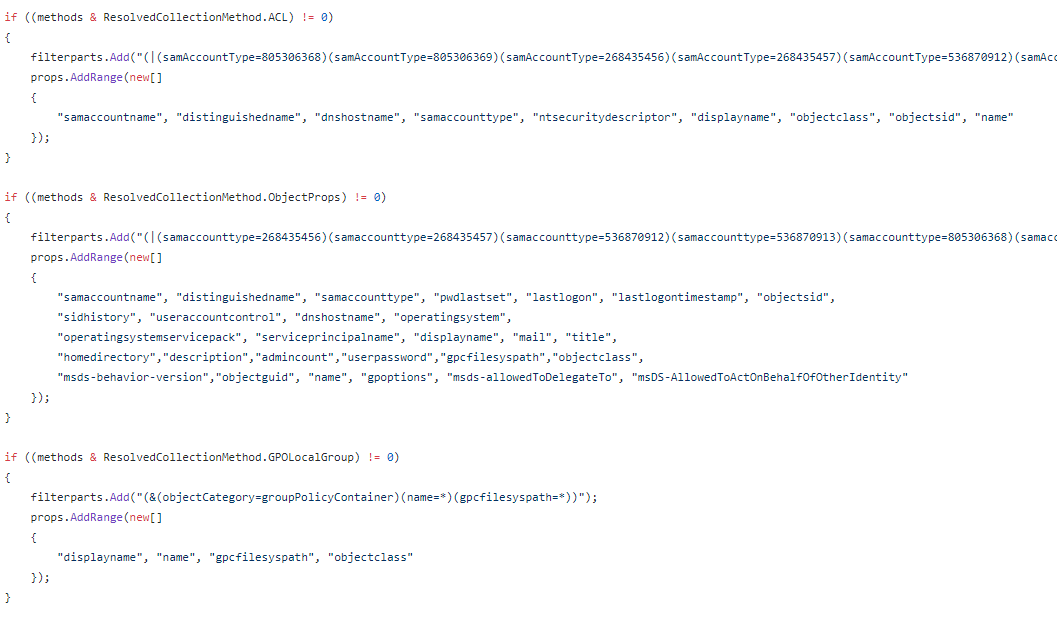 if ((methods & ResolvedCollectionMethod.ACL) != 0)
{
    filterparts.Add("(|(samAccountType=805306368)(samAccountType=805306369)(samAccountType=268435456)(samAccountType=268435457)(samAccountType=536870912)(samAcc
    props.AddRange(new[]
    {
        "samaccountname", "distinguishedname", "dnshostname", "samaccounttype", "ntsecuritydescriptor", "displayname", "objectclass", "objectsid", "name"
    });
}
if ((methods & ResolvedCollectionMethod.ObjectProps) != 0)
{
    filterparts.Add("(|(samaccounttype=268435456)(samaccounttype=268435457)(samaccounttype=536870912)(samaccounttype=536870913)(samaccounttype=805306368)(samacc
    props.AddRange(new[]
    {
        "samaccountname", "distinguishedname", "samaccounttype", "pwdlastset", "lastlogon", "lastlogontimestamp", "objectsid",
        "sidhistory", "useraccountcontrol", "dnshostname", "operatingsystem",
        "operatingsystemservicepack", "serviceprincipalname", "displayname", "mail", "title",
        "homedirectory","description","admincount","userpassword","gpcfilesyspath","objectclass",
        "msds-behavior-version","objectguid", "name", "gpoptions", "msds-allowedToDelegateTo", "msDS-AllowedToActOnBehalfOfOtherIdentity"
    });
}
if ((methods & ResolvedCollectionMethod.GPOLocalGroup) != 0)
{
    filterparts.Add("(&(objectCategory=groupPolicyContainer)(name=*)(gpcfilesyspath=*))");
    props.AddRange(new[]
    {
        "displayname", "name", "gpcfilesyspath", "objectclass"
    });
}